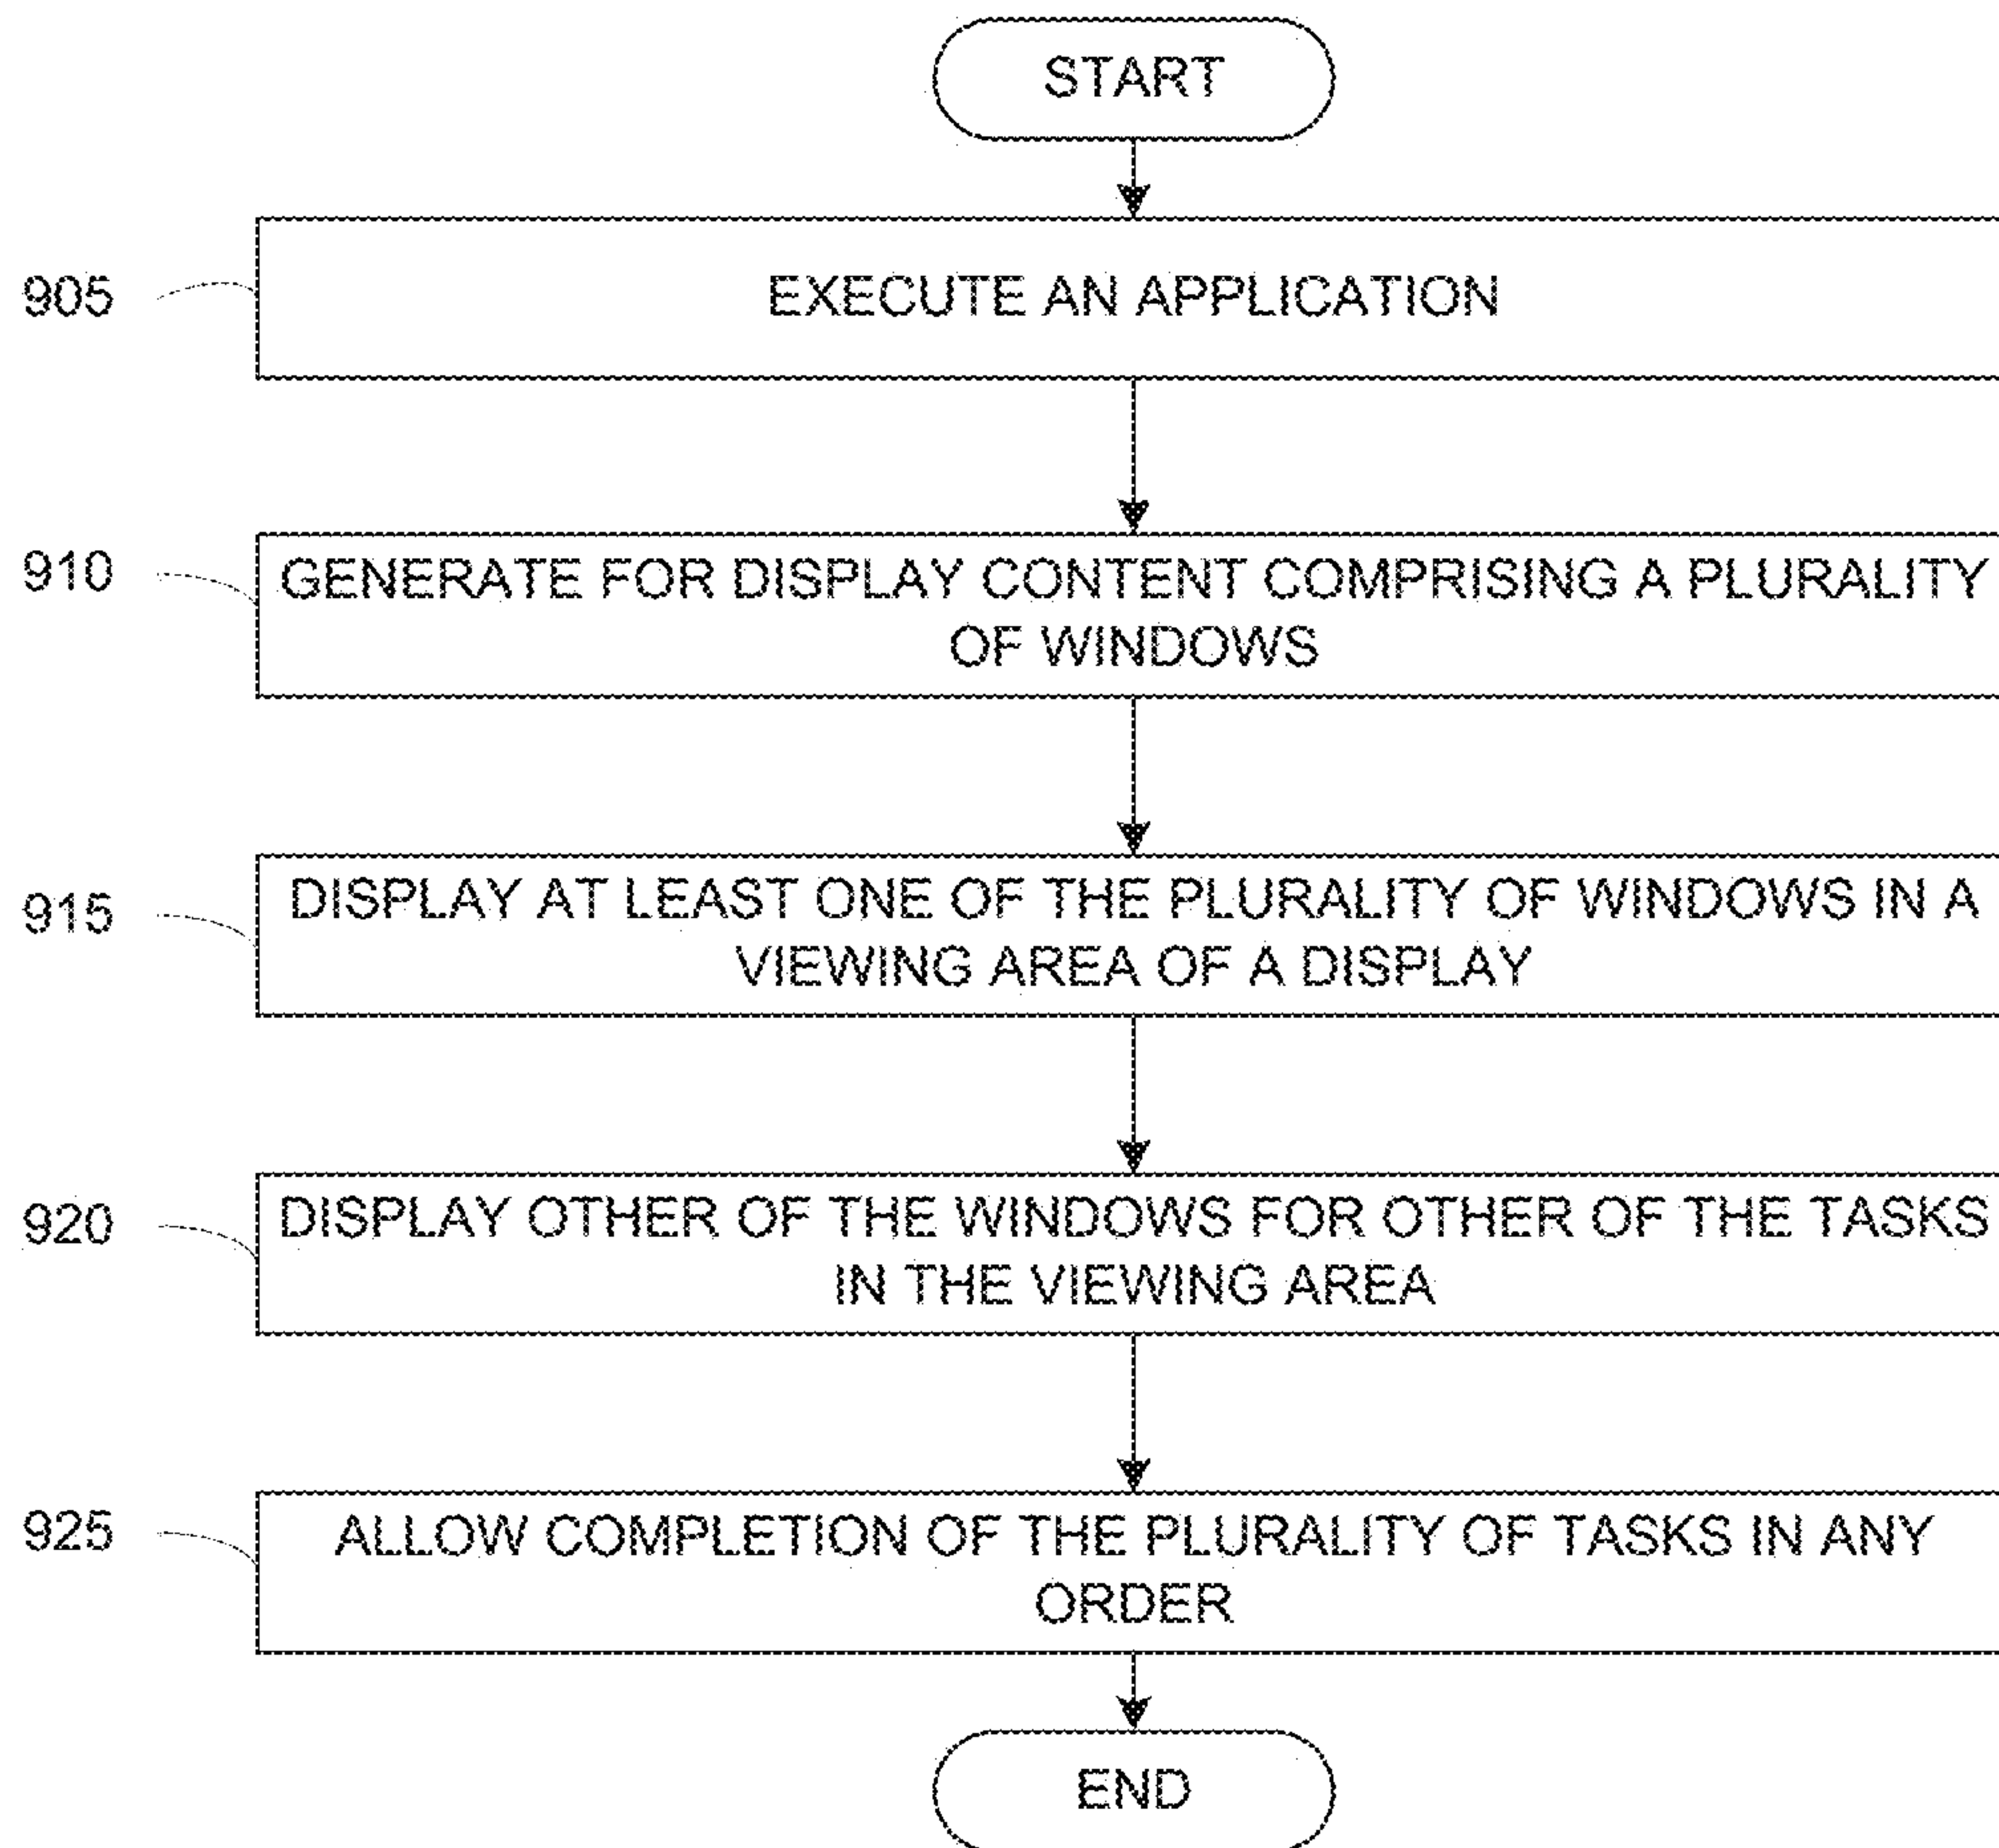 START
905
EXECUTE AN APPLICATION
910
GENERATE FOR DISPLAY CONTENT COMPRISING A PLURALITY
OF WINDOWS
915
DISPLAY AT LEAST ONE OF THE PLURALITY OF WINDOWS IN A
VIEWING AREA OF A DISPLAY
920
DISPLAY OTHER OF THE WINDOWS FOR OTHER OF THE TASKS
IN THE VIEWING AREA
925
ALLOW COMPLETION OF THE PLURALITY OF TASKS IN ANY
ORDER
END